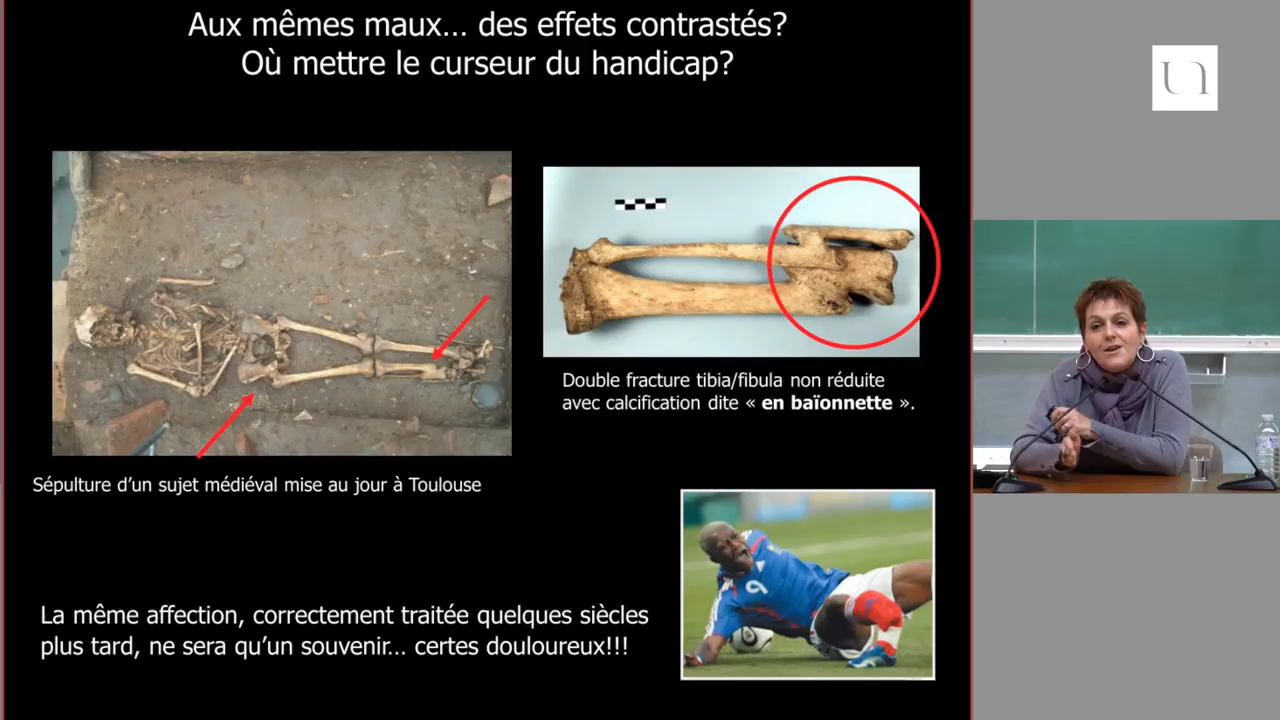 Aux mêmes maux... des effets contrastés?
Où mettre le curseur du handicap?
Double fracture tibia/fibula non réduite
avec calcification dite « en baïonnette ».
Sépulture d'un sujet médiéval mise au jour à Toulouse
9
La même affection, correctement traitée quelques siècles
plus tard, ne sera qu'un souvenir... certes douloureux!!!